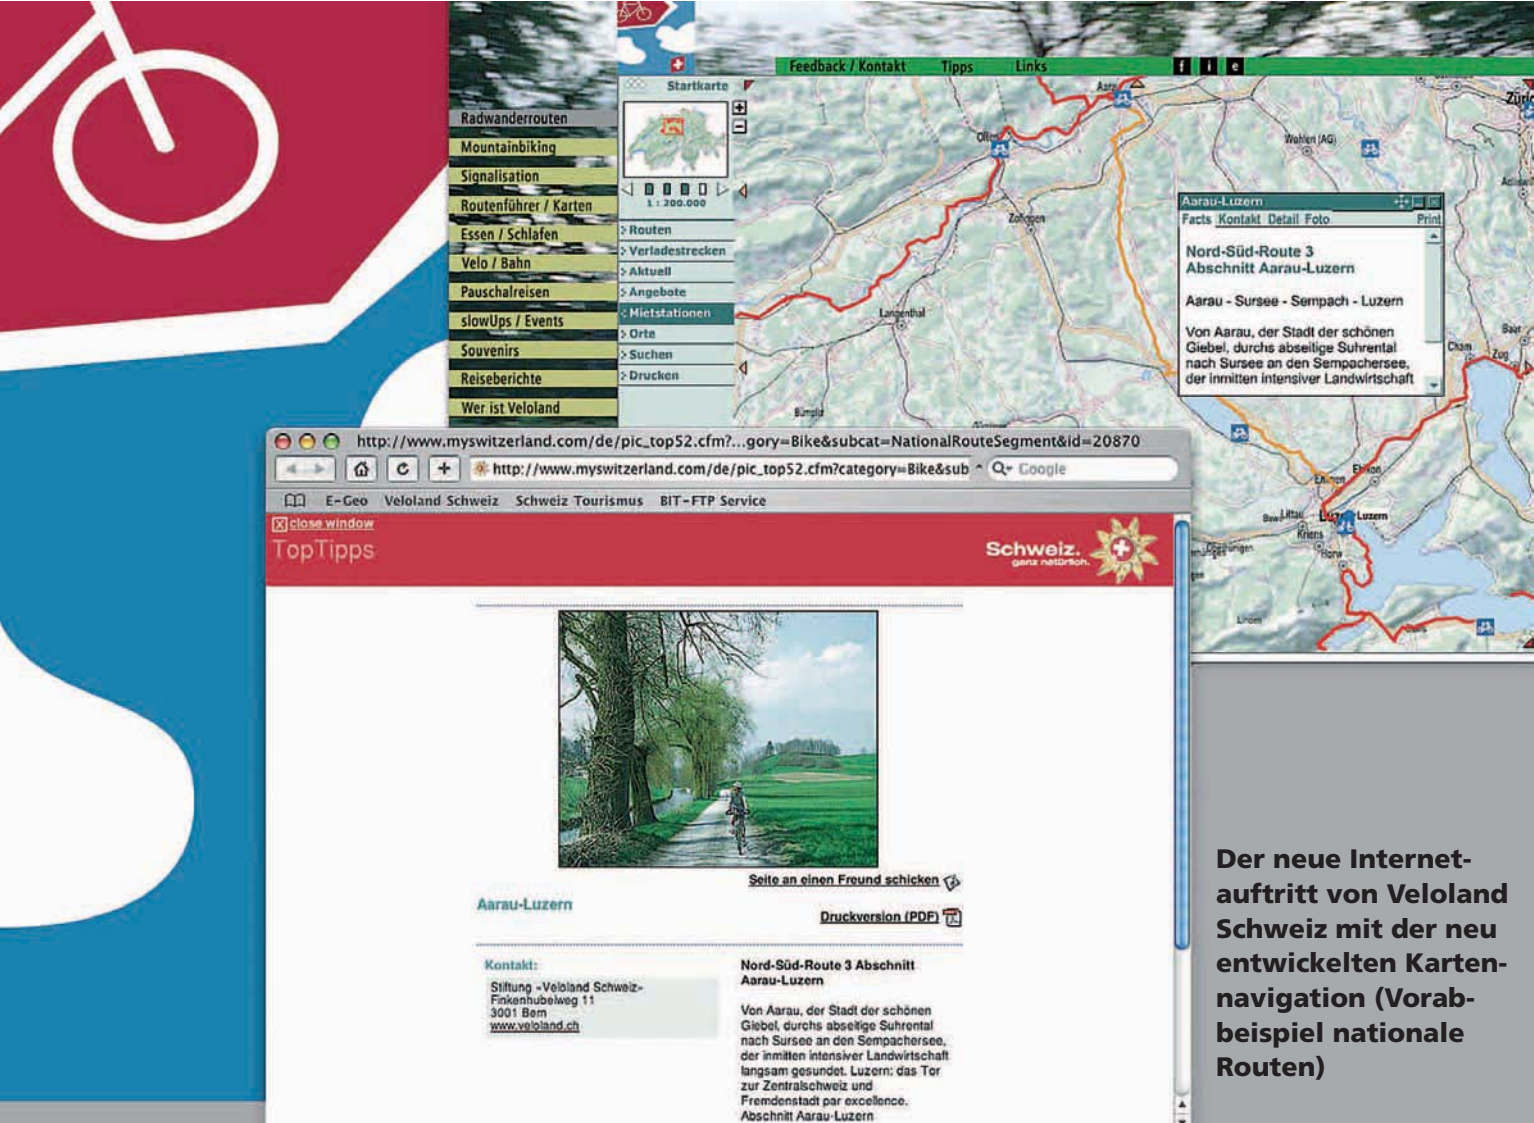 Feedback / Kontakt Tipps Links f i e
Startkarte
1 : 200.000
Radwanderrouten
Mountainbiking
Signalisation
Routenführer / Karten
Essen / Schlafen
Velo / Bahn
Pauschalreisen
slowUps / Events
Souvenirs
Reiseberichte
Wer ist Veloland
> Routen
> Verladestrecken
> Aktuell
> Angebote
< Mietstationen
> Orte
> Suchen
> Drucken
Aarau
Olten
Zofingen
Wohlen (AG)
Langenthal
Cham
Zug
Baar
Luzern
Kriens
Horw
Littau
Aarau-Luzern
Facts Kontakt Detail Foto Print
Nord-Süd-Route 3
Abschnitt Aarau-Luzern
Aarau - Sursee - Sempach - Luzern
Von Aarau, der Stadt der schönen
Giebel, durchs abseitige Suhrental
nach Sursee an den Sempachersee,
der inmitten intensiver Landwirtschaft
http://www.myswitzerland.com/de/pic_top52.cfm?...gory=Bike&subcat=NationalRouteSegment&id=20870
http://www.myswitzerland.com/de/pic_top52.cfm?category=Bike&sub
Google
E-Geo Veloland Schweiz Schweiz Tourismus BIT-FTP Service
X close window
TopTipps
Schweiz.
ganz natürlich.
Seite an einen Freund schicken
Aarau-Luzern
Druckversion (PDF)
Kontakt:
Stiftung «Veloland Schweiz»
Finkenhubelweg 11
3001 Bern
www.veloland.ch
Nord-Süd-Route 3 Abschnitt
Aarau-Luzern
Von Aarau, der Stadt der schönen
Giebel, durchs abseitige Suhrental
nach Sursee an den Sempachersee,
der inmitten intensiver Landwirtschaft
langsam gesundet. Luzern: das Tor
zur Zentralschweiz und
Fremdenstadt par excellence.
Abschnitt Aarau-Luzern
Der neue Internet-
auftritt von Veloland
Schweiz mit der neu
entwickelten Karten-
navigation (Vorab-
beispiel nationale
Routen)